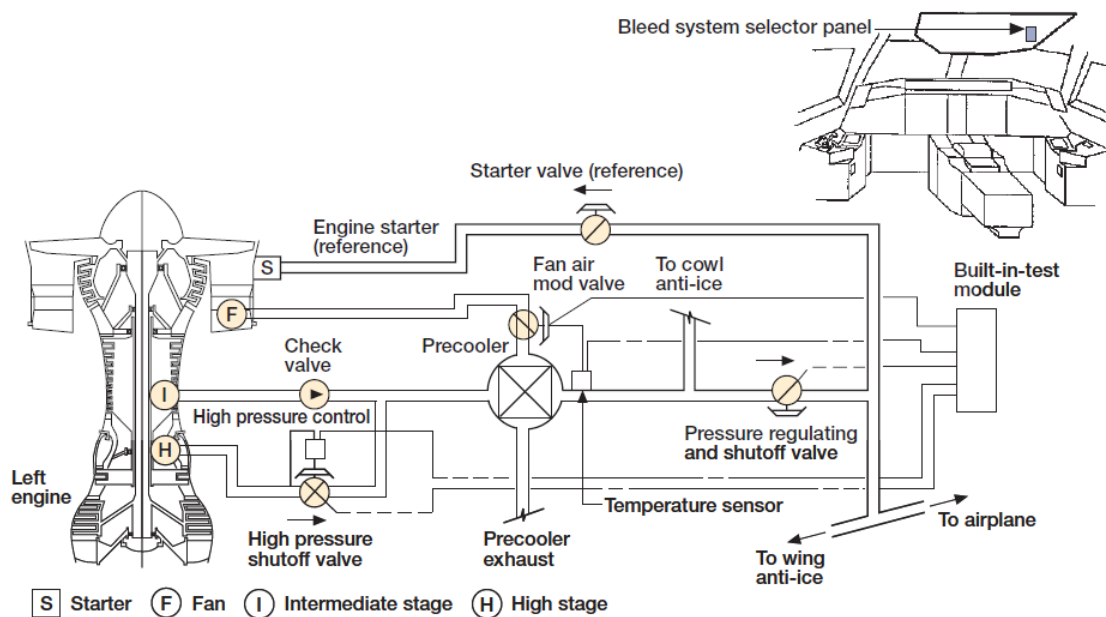 Bleed system selector panel
Starter valve (reference)
Engine starter
(reference)
S
Fan air
mod valve
To cowl
anti-ice
Built-in-test
module
F
Precooler
Check
valve
I
High pressure control
H
Pressure regulating
and shutoff valve
Left
engine
Temperature sensor
To airplane
High pressure
shutoff valve
Precooler
exhaust
To wing
anti-ice
S Starter F Fan I Intermediate stage H High stage